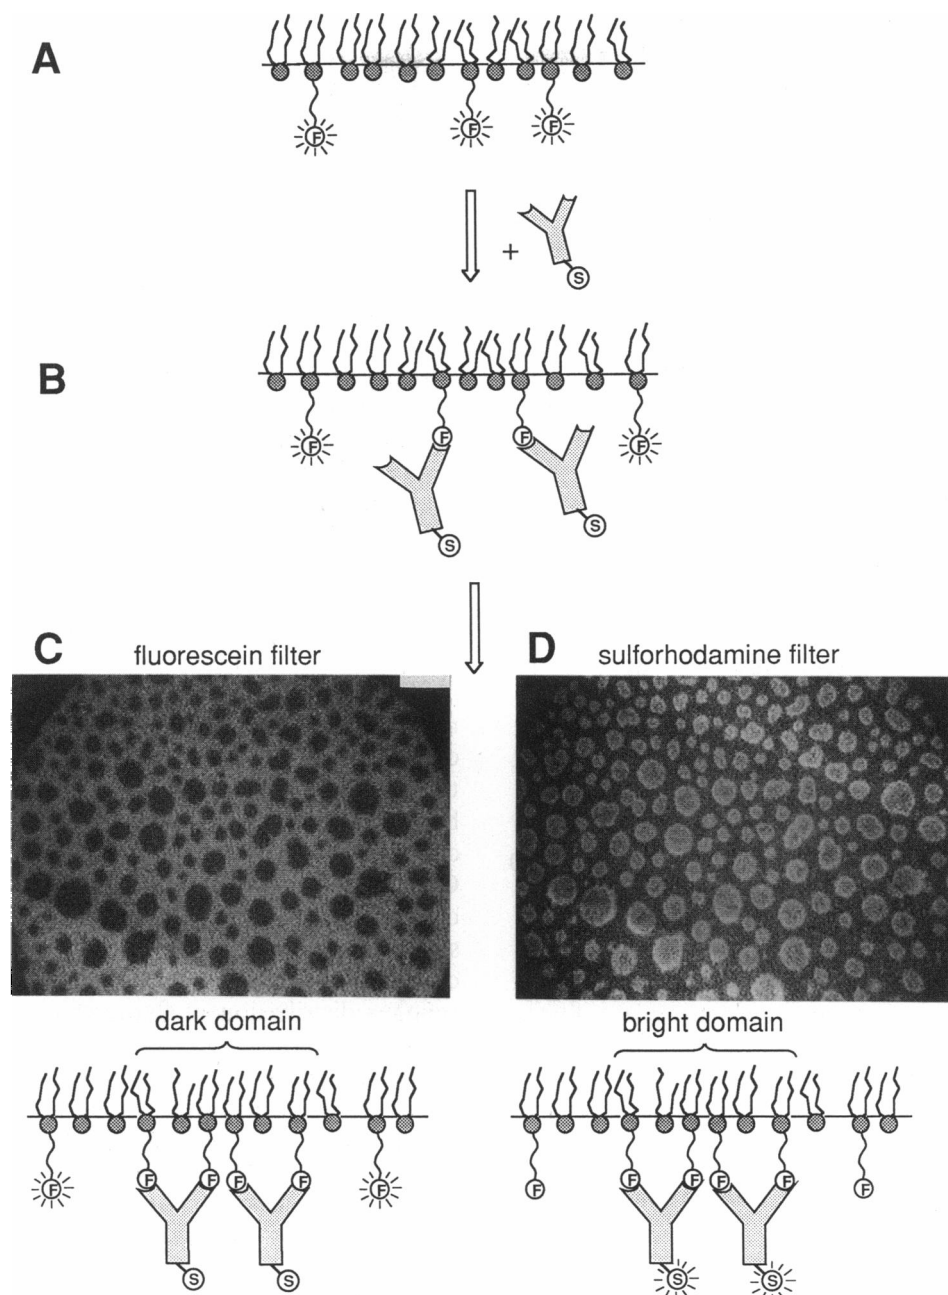 A
F F F
+
S
B
F F F F
S S
C fluorescein filter
D sulforhodamine filter
dark domain
bright domain
F F F F F F
F F F F F F
S S
S S